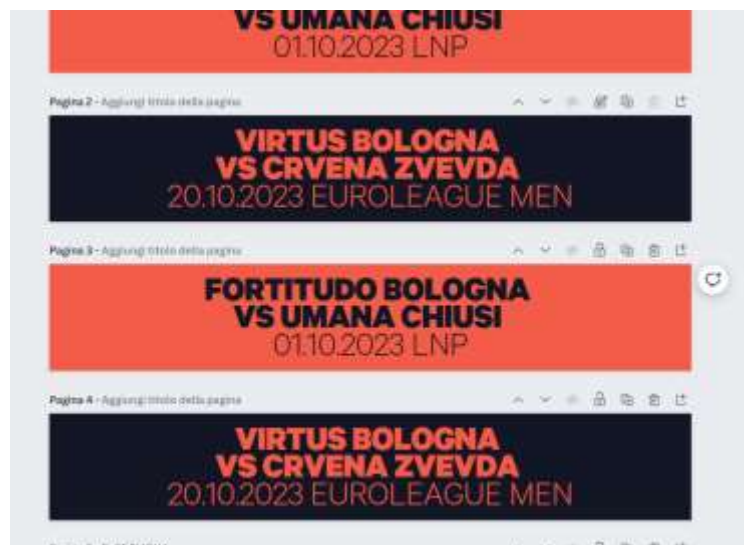 VS UMANA CHIUSI
01.10.2023 LNP
Pagina 2 - Aggiungi titolo della pagina
VIRTUS BOLOGNA
VS CRVENA ZVEVDA
20.10.2023 EUROLEAGUE MEN
Pagina 3 - Aggiungi titolo della pagina
FORTITUDO BOLOGNA
VS UMANA CHIUSI
01.10.2023 LNP
Pagina 4 - Aggiungi titolo della pagina
VIRTUS BOLOGNA
VS CRVENA ZVEVDA
20.10.2023 EUROLEAGUE MEN